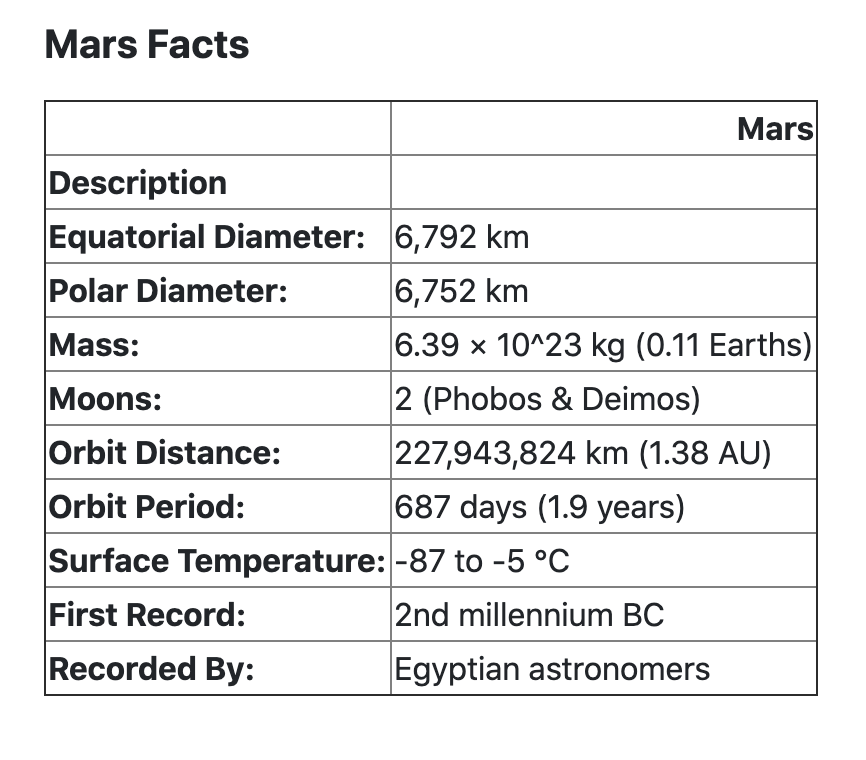 Mars Facts
Mars
Description
Equatorial Diameter: 6,792 km
Polar Diameter: 6,752 km
Mass: 6.39 × 10^23 kg (0.11 Earths)
Moons: 2 (Phobos & Deimos)
Orbit Distance: 227,943,824 km (1.38 AU)
Orbit Period: 687 days (1.9 years)
Surface Temperature: -87 to -5 °C
First Record: 2nd millennium BC
Recorded By: Egyptian astronomers